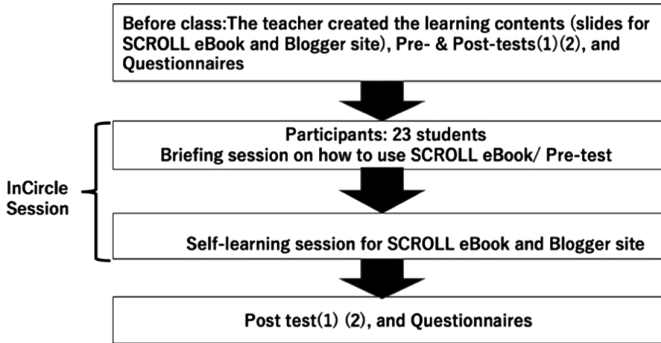 Before class:The teacher created the learning contents (slides for
SCROLL eBook and Blogger site), Pre- & Post-tests(1)(2), and
Questionnaires
Participants: 23 students
Briefing session on how to use SCROLL eBook/ Pre-test
InCircle
Session
Self-learning session for SCROLL eBook and Blogger site
Post test(1) (2), and Questionnaires